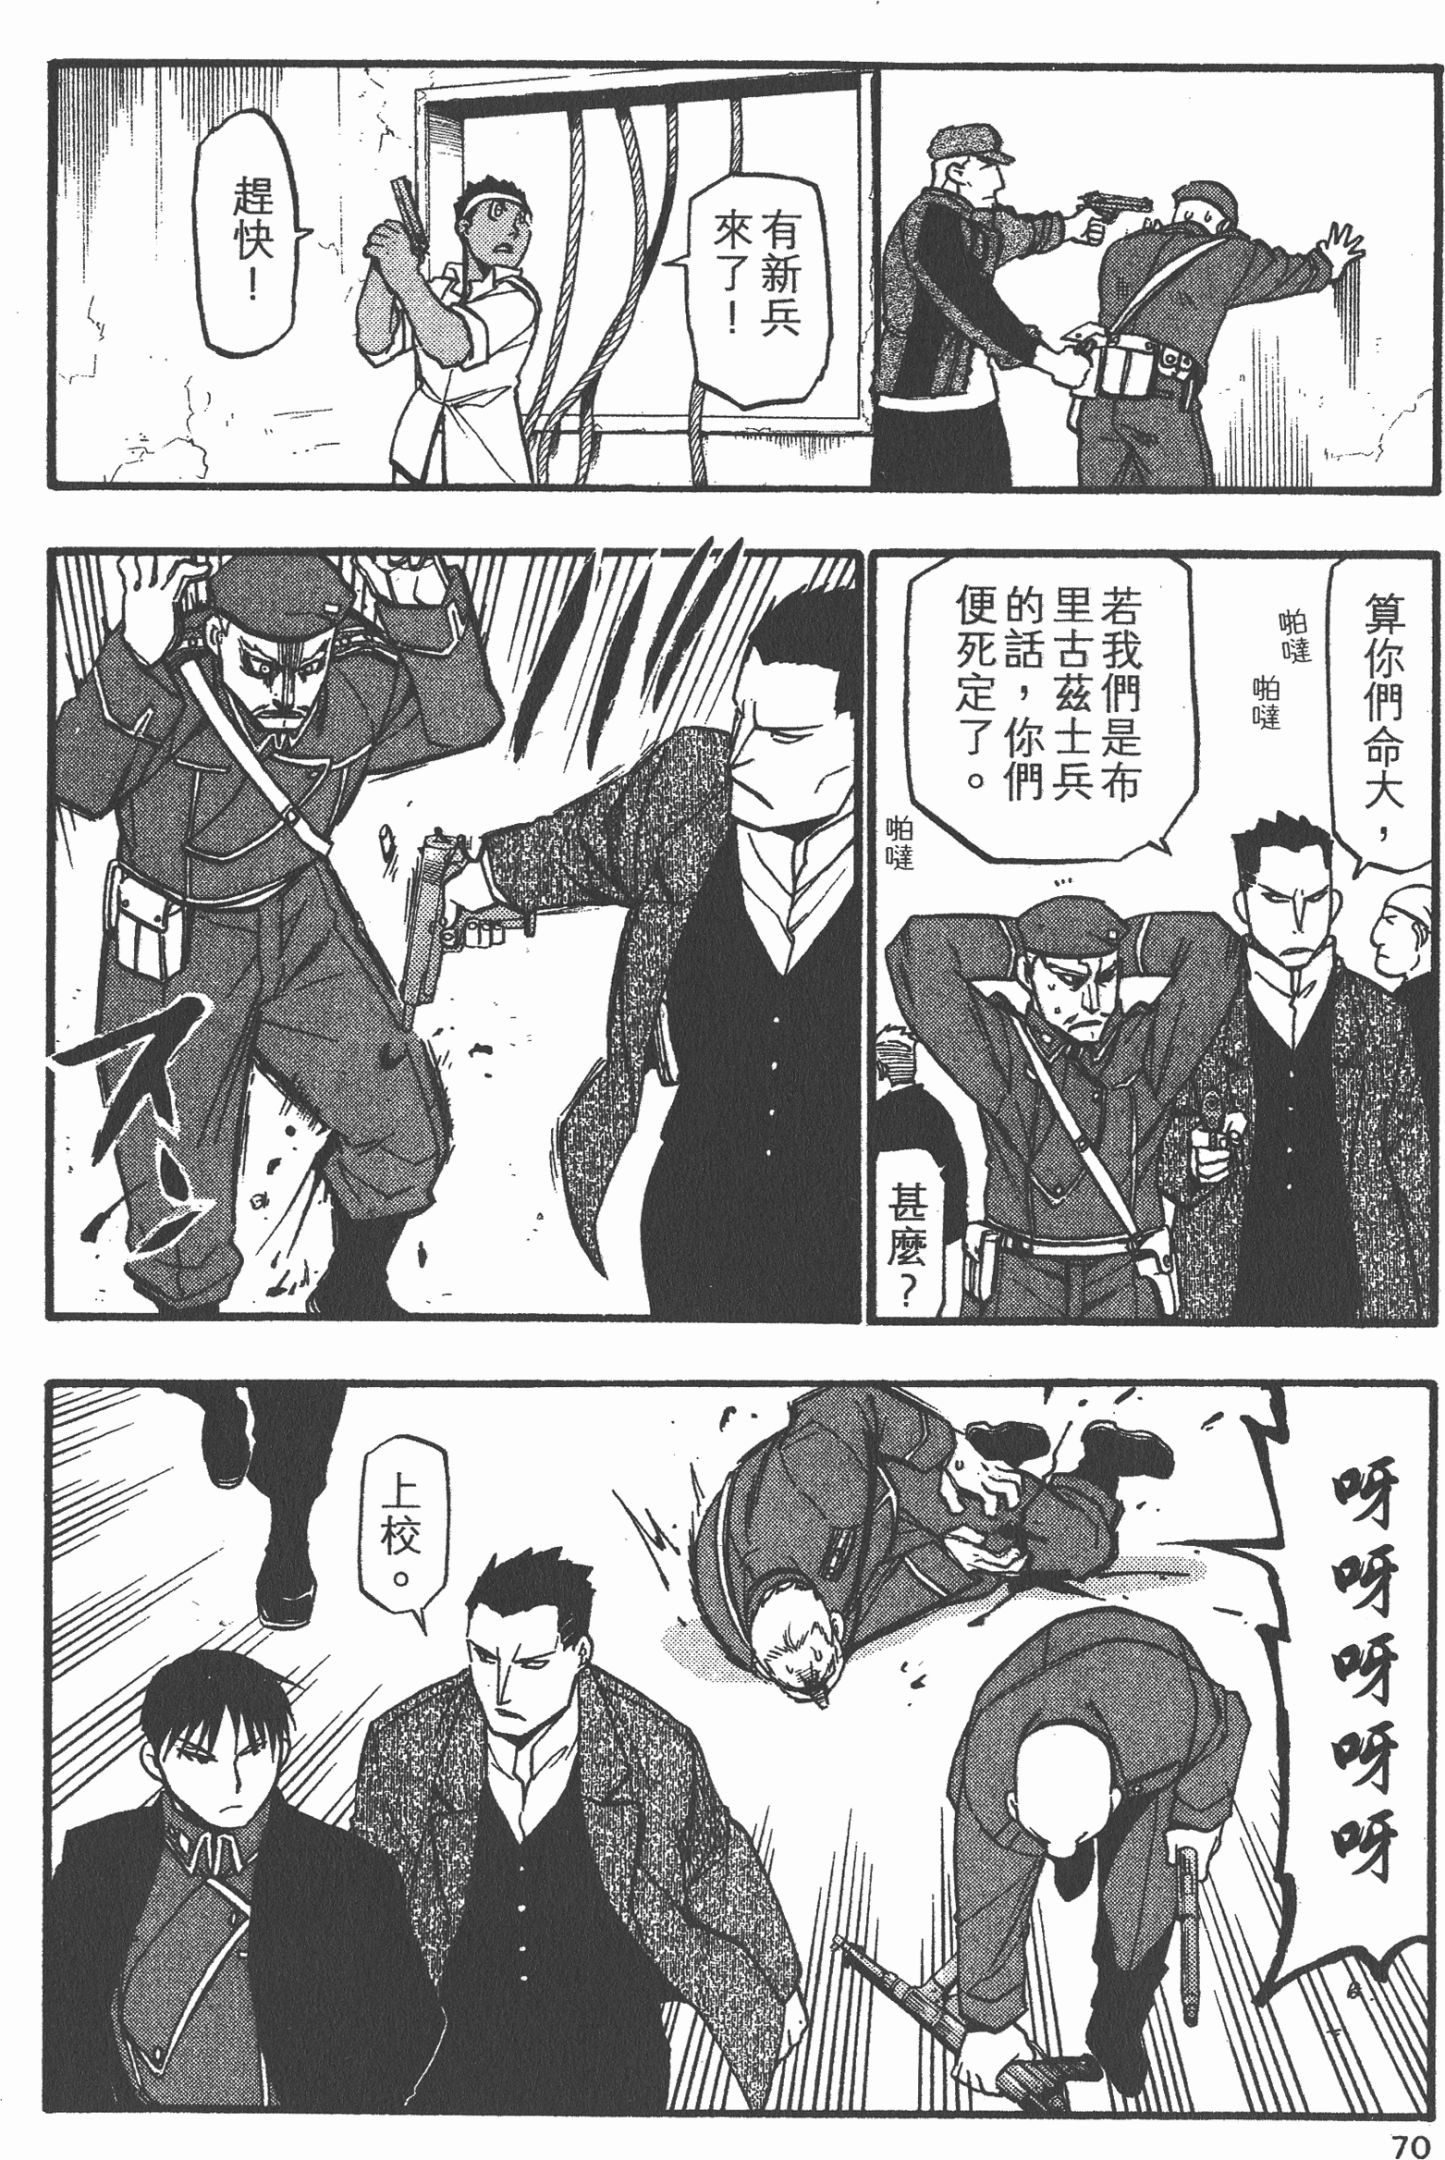 有新兵
來了！
趕快！
算你們命大，
啪噠
啪噠
若我們是布
里古茲士兵
的話，你們
便死定了。
啪噠
甚麼？
呀呀呀呀呀
上校。
70